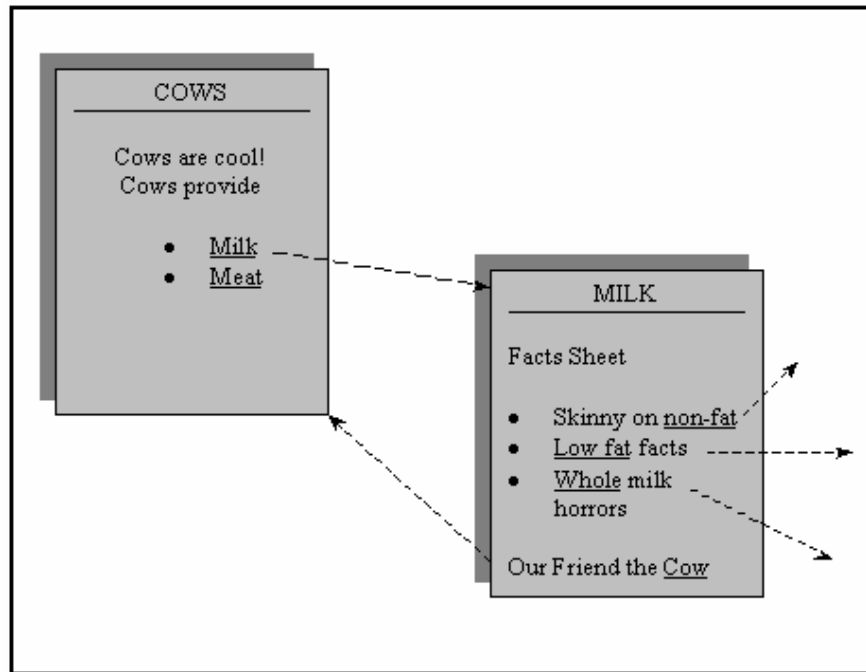 COWS
Cows are cool!
Cows provide
• Milk
• Meat
MILK
Facts Sheet
• Skinny on non-fat
• Low fat facts
• Whole milk
horrors
Our Friend the Cow